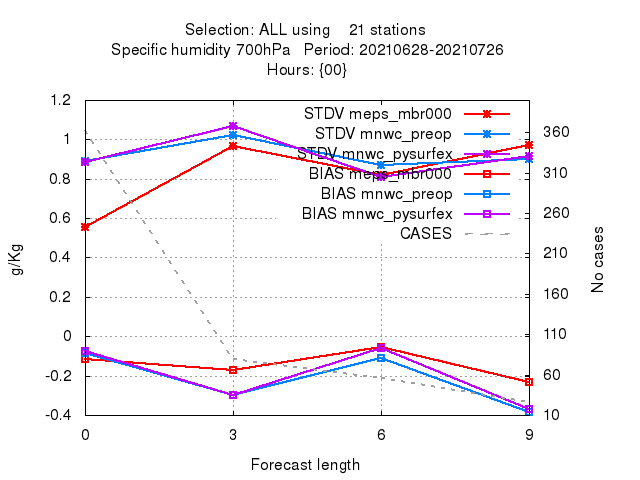 Selection: ALL using 21 stations
Specific humidity 700hPa Period: 20210628-20210726
Hours: {00}
STDV meps_mbr000
STDV mnwc_preop
STDV mnwc_pysurfex
BIAS meps_mbr000
BIAS mnwc_preop
BIAS mnwc_pysurfex
CASES
1.2
1
0.8
0.6
0.4
0.2
0
-0.2
-0.4
g/Kg
360
310
260
210
160
110
60
10
No cases
0 3 6 9
Forecast length